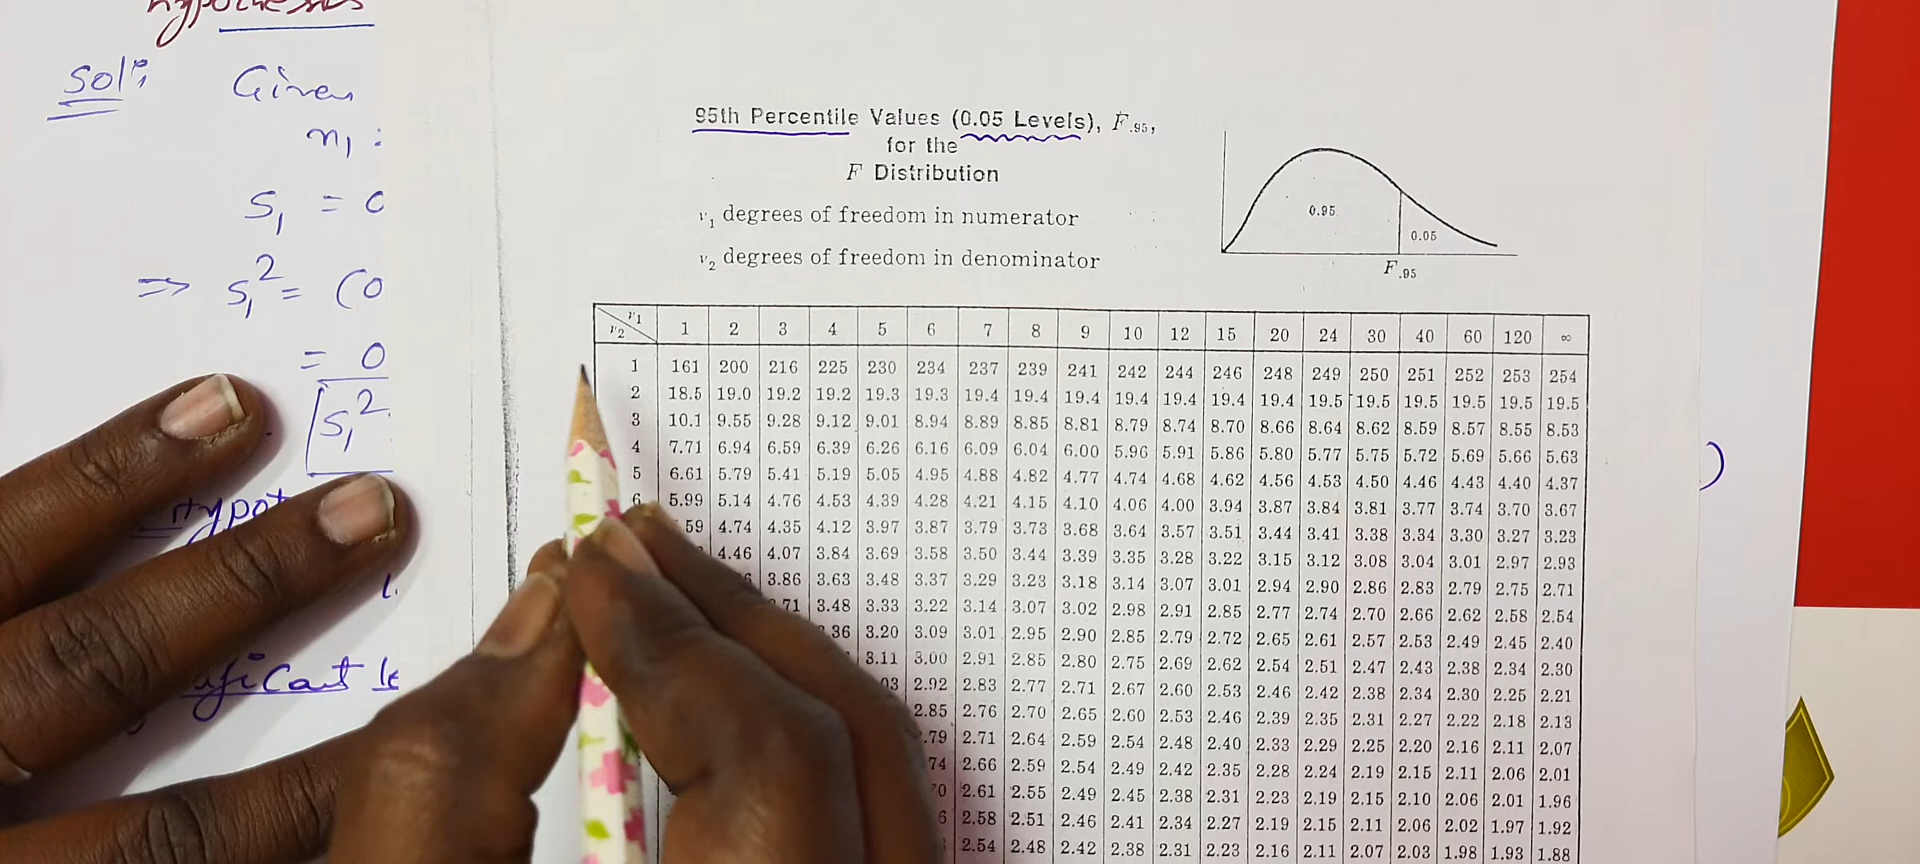 Hypothesis
Solⁿ: Given
n₁ :
S₁ = 0
⇒ S₁² = (0
= 0
S₁²
Hypot
ificant le
95th Percentile Values (0.05 Levels), F.95,
for the
F Distribution
ν₁ degrees of freedom in numerator
ν₂ degrees of freedom in denominator
0.95
0.05
F.95
ν₁
ν₂ 1 2 3 4 5 6 7 8 9 10 12 15 20 24 30 40 60 120 ∞
1 161 200 216 225 230 234 237 239 241 242 244 246 248 249 250 251 252 253 254
2 18.5 19.0 19.2 19.2 19.3 19.3 19.4 19.4 19.4 19.4 19.4 19.4 19.4 19.5 19.5 19.5 19.5 19.5 19.5
3 10.1 9.55 9.28 9.12 9.01 8.94 8.89 8.85 8.81 8.79 8.74 8.70 8.66 8.64 8.62 8.59 8.57 8.55 8.53
4 7.71 6.94 6.59 6.39 6.26 6.16 6.09 6.04 6.00 5.96 5.91 5.86 5.80 5.77 5.75 5.72 5.69 5.66 5.63
5 6.61 5.79 5.41 5.19 5.05 4.95 4.88 4.82 4.77 4.74 4.68 4.62 4.56 4.53 4.50 4.46 4.43 4.40 4.37
6 5.99 5.14 4.76 4.53 4.39 4.28 4.21 4.15 4.10 4.06 4.00 3.94 3.87 3.84 3.81 3.77 3.74 3.70 3.67
.59 4.74 4.35 4.12 3.97 3.87 3.79 3.73 3.68 3.64 3.57 3.51 3.44 3.41 3.38 3.34 3.30 3.27 3.23
4.46 4.07 3.84 3.69 3.58 3.50 3.44 3.39 3.35 3.28 3.22 3.15 3.12 3.08 3.04 3.01 2.97 2.93
6 3.86 3.63 3.48 3.37 3.29 3.23 3.18 3.14 3.07 3.01 2.94 2.90 2.86 2.83 2.79 2.75 2.71
.71 3.48 3.33 3.22 3.14 3.07 3.02 2.98 2.91 2.85 2.77 2.74 2.70 2.66 2.62 2.58 2.54
.36 3.20 3.09 3.01 2.95 2.90 2.85 2.79 2.72 2.65 2.61 2.57 2.53 2.49 2.45 2.40
3.11 3.00 2.91 2.85 2.80 2.75 2.69 2.62 2.54 2.51 2.47 2.43 2.38 2.34 2.30
03 2.92 2.83 2.77 2.71 2.67 2.60 2.53 2.46 2.42 2.38 2.34 2.30 2.25 2.21
2.85 2.76 2.70 2.65 2.60 2.53 2.46 2.39 2.35 2.31 2.27 2.22 2.18 2.13
.79 2.71 2.64 2.59 2.54 2.48 2.40 2.33 2.29 2.25 2.20 2.16 2.11 2.07
74 2.66 2.59 2.54 2.49 2.42 2.35 2.28 2.24 2.19 2.15 2.11 2.06 2.01
70 2.61 2.55 2.49 2.45 2.38 2.31 2.23 2.19 2.15 2.10 2.06 2.01 1.96
6 2.58 2.51 2.46 2.41 2.34 2.27 2.19 2.15 2.11 2.06 2.02 1.97 1.92
2.54 2.48 2.42 2.38 2.31 2.23 2.16 2.11 2.07 2.03 1.98 1.93 1.88
)